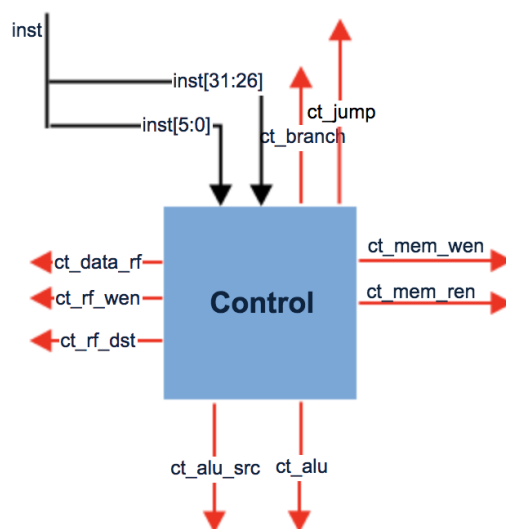 inst
inst[31:26]
inst[5:0]
ct_jump
ct_branch
ct_mem_wen
ct_data_rf
ct_mem_ren
ct_rf_wen
Control
ct_rf_dst
ct_alu_src
ct_alu